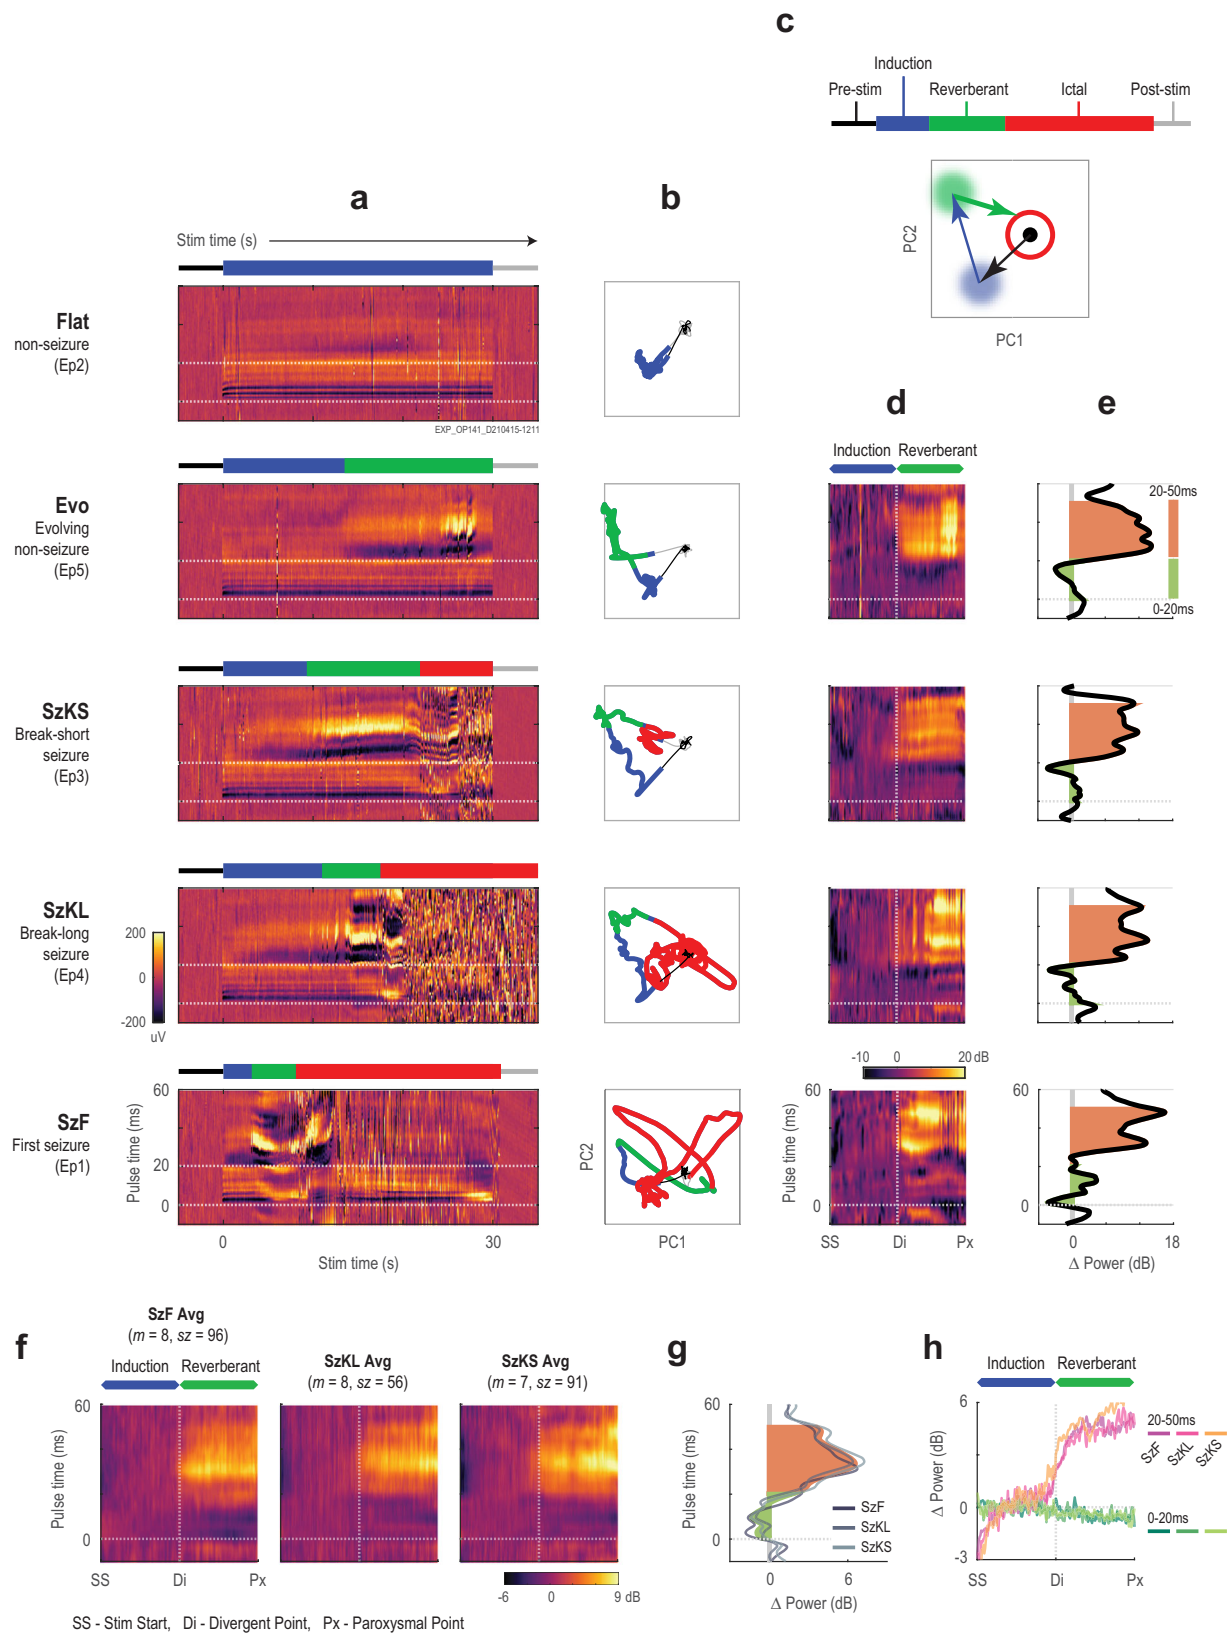 c
Induction
Pre-stim
Reverberant
Ictal
Post-stim
PC2
PC1
a
b
Stim time (s)
Flat
non-seizure
(Ep2)
EXP_OP141_D210415-1211
d
e
Induction
Reverberant
Evo
Evolving
non-seizure
(Ep5)
20-50ms
0-20ms
SzKS
Break-short
seizure
(Ep3)
SzKL
Break-long
seizure
(Ep4)
200
0
-200
uV
-10 0 20 dB
SzF
First seizure
(Ep1)
Pulse time (ms)
60
20
0
0 30
Stim time (s)
PC2
PC1
Pulse time (ms)
60
0
SS Di Px
0 18
Δ Power (dB)
f
SzF Avg
(m = 8, sz = 96)
Induction
Reverberant
SzKL Avg
(m = 8, sz = 56)
SzKS Avg
(m = 7, sz = 91)
Pulse time (ms)
60
0
SS Di Px
-6 0 9 dB
SS - Stim Start, Di - Divergent Point, Px - Paroxysmal Point
g
Pulse time (ms)
60
0
SzF
SzKL
SzKS
0 6
Δ Power (dB)
h
Induction
Reverberant
Δ Power (dB)
6
0
-3
SS Di Px
20-50ms
SzF
SzKL
SzKS
0-20ms